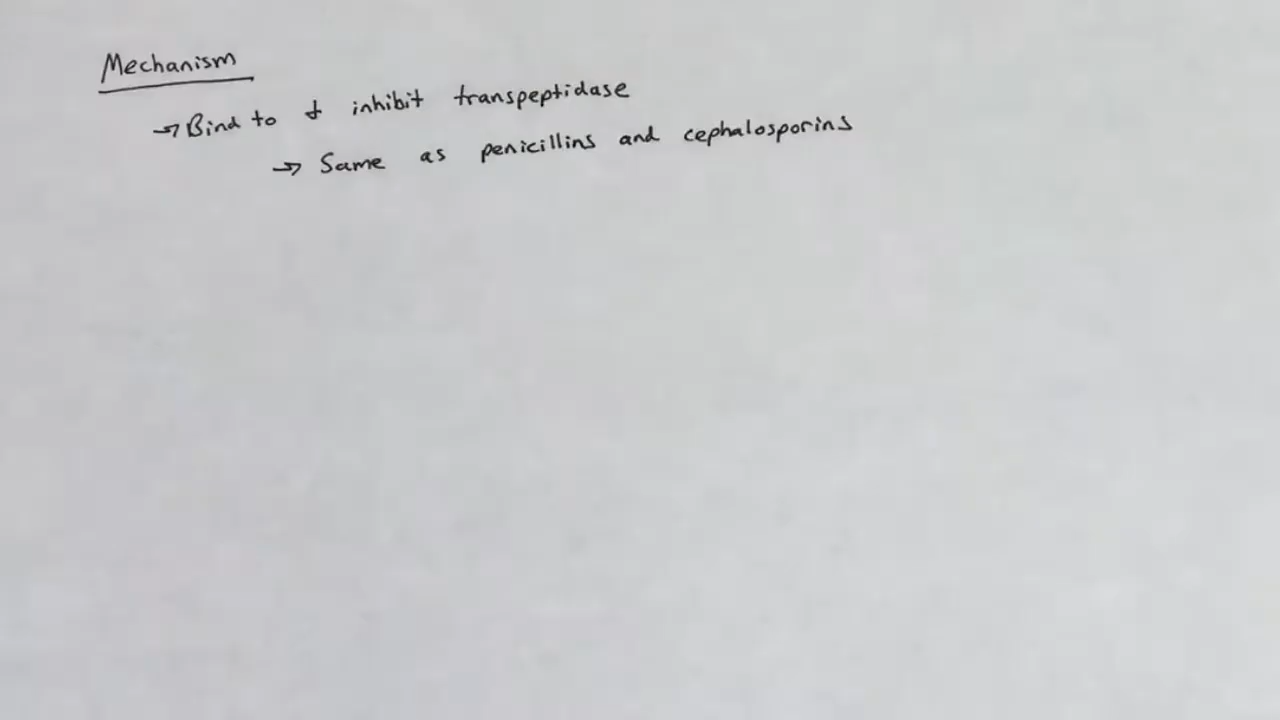 Mechanism
→ Bind to & inhibit transpeptidase
→ Same as penicillins and cephalosporins